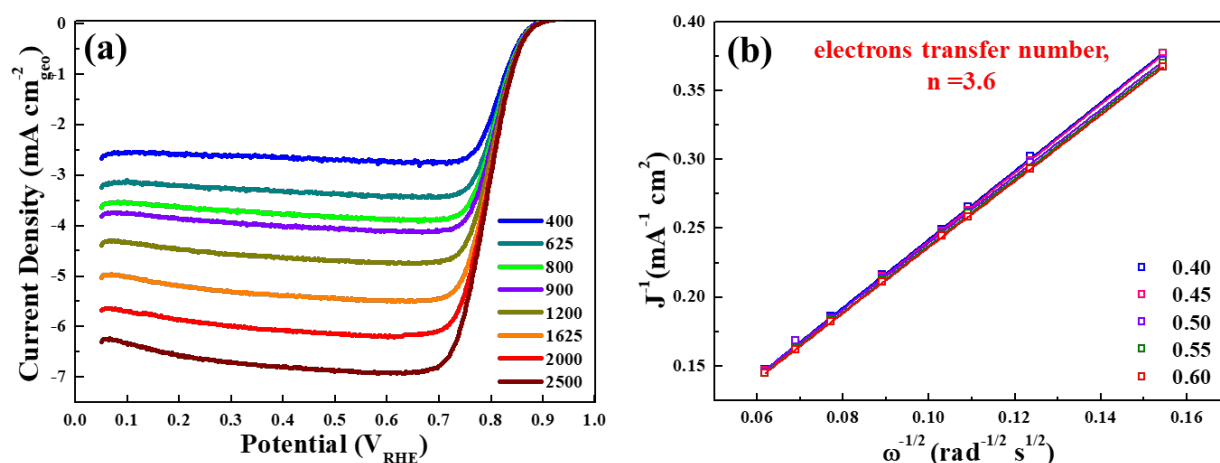 (a)
Current Density (mA cm⁻²geo)
0
-1
-2
-3
-4
-5
-6
-7
400
625
800
900
1200
1625
2000
2500
0.0 0.1 0.2 0.3 0.4 0.5 0.6 0.7 0.8 0.9 1.0
Potential (V_RHE)
(b)
electrons transfer number,
n =3.6
J⁻¹(mA⁻¹ cm²)
0.40
0.35
0.30
0.25
0.20
0.15
0.40
0.45
0.50
0.55
0.60
0.06 0.08 0.10 0.12 0.14 0.16
ω⁻¹/² (rad⁻¹/² s¹/²)